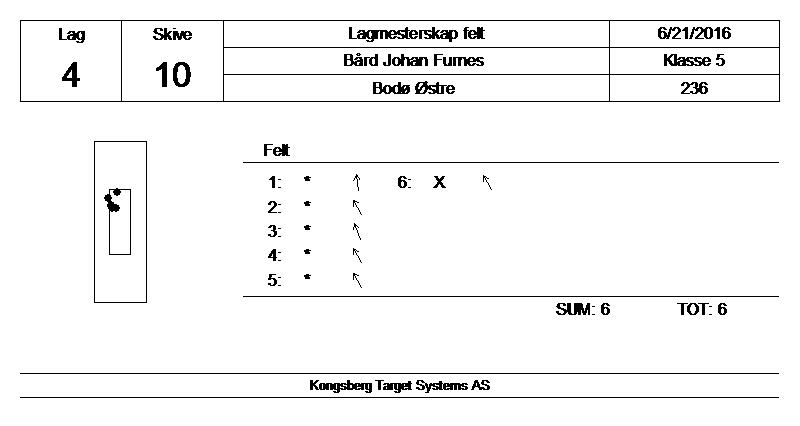 Lag Skive Lagmesterskap felt 6/21/2016
4 10 Bård Johan Furnes Klasse 5
Bodø Østre 236
Felt
1: * 6: X
2: *
3: *
4: *
5: *
SUM: 6 TOT: 6
Kongsberg Target Systems AS